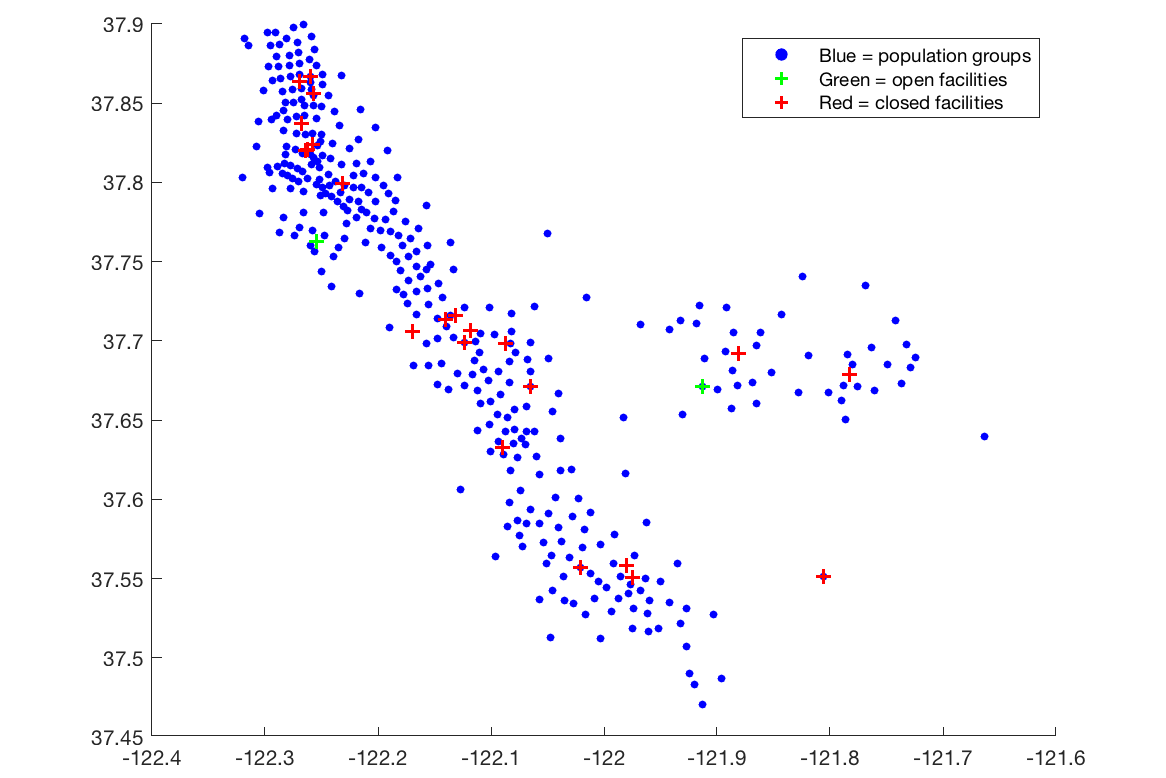 37.9
37.85
37.8
37.75
37.7
37.65
37.6
37.55
37.5
37.45
-122.4 -122.3 -122.2 -122.1 -122 -121.9 -121.8 -121.7 -121.6
Blue = population groups
Green = open facilities
Red = closed facilities